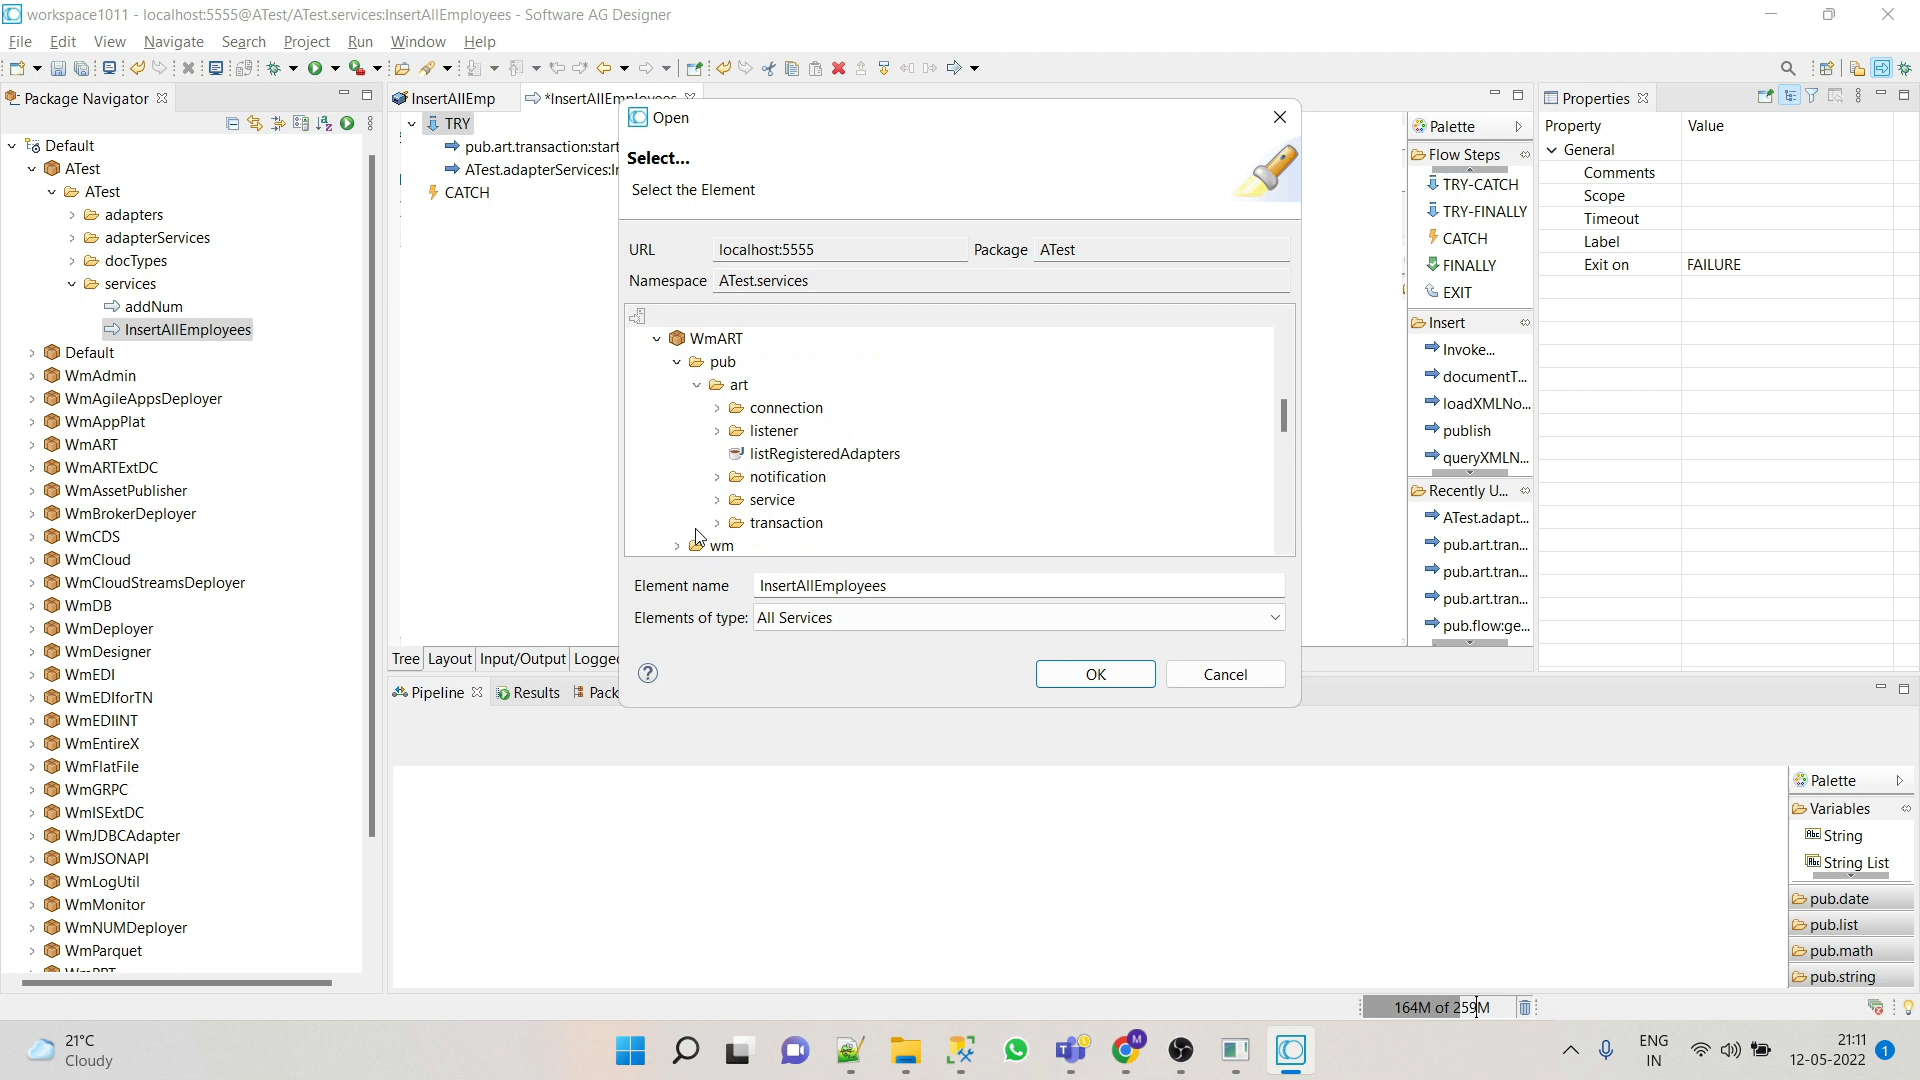 workspace1011 - localhost:5555@ATest/ATest.services:InsertAllEmployees - Software AG Designer
File Edit View Navigate Search Project Run Window Help
Package Navigator
Default
ATest
ATest
adapters
adapterServices
docTypes
services
addNum
InsertAllEmployees
Default
WmAdmin
WmAgileAppsDeployer
WmAppPlat
WmART
WmARTExtDC
WmAssetPublisher
WmBrokerDeployer
WmCDS
WmCloud
WmCloudStreamsDeployer
WmDB
WmDeployer
WmDesigner
WmEDI
WmEDIforTN
WmEDIINT
WmEntireX
WmFlatFile
WmGRPC
WmISExtDC
WmJDBCAdapter
WmJSONAPI
WmLogUtil
WmMonitor
WmNUMDeployer
WmParquet
InsertAllEmp
*InsertAllEmployees
TRY
pub.art.transaction:start
ATest.adapterServices:I
CATCH
Tree Layout Input/Output Logge
Open
Select...
Select the Element
URL localhost:5555 Package ATest
Namespace ATest.services
WmART
pub
art
connection
listener
listRegisteredAdapters
notification
service
transaction
wm
Element name InsertAllEmployees
Elements of type: All Services
OK Cancel
Palette
Flow Steps
TRY-CATCH
TRY-FINALLY
CATCH
FINALLY
EXIT
Insert
Invoke...
documentT...
loadXMLNo...
publish
queryXMLN...
Recently U...
ATest.adapt...
pub.art.tran...
pub.art.tran...
pub.art.tran...
pub.flow:ge...
Properties
Property Value
General
Comments
Scope
Timeout
Label
Exit on FAILURE
Pipeline Results Pack
Palette
Variables
String
String List
pub.date
pub.list
pub.math
pub.string
164M of 259M
21°C
Cloudy
ENG
IN
21:11
12-05-2022
1